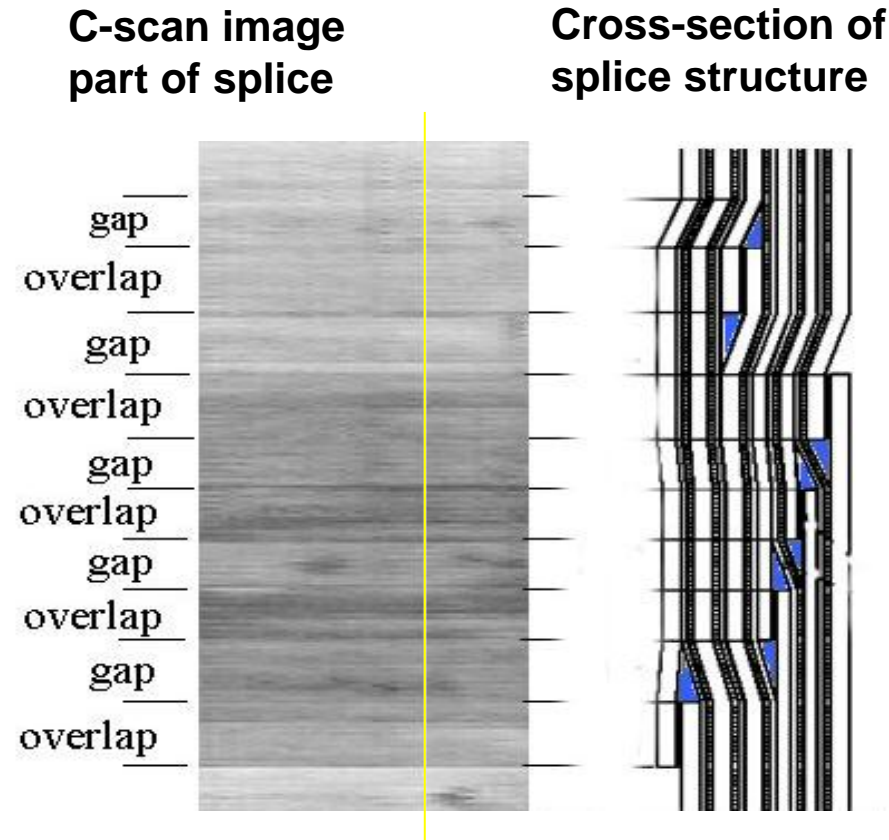 C-scan image
part of splice
Cross-section of
splice structure
gap
overlap
gap
overlap
gap
overlap
gap
overlap
gap
overlap